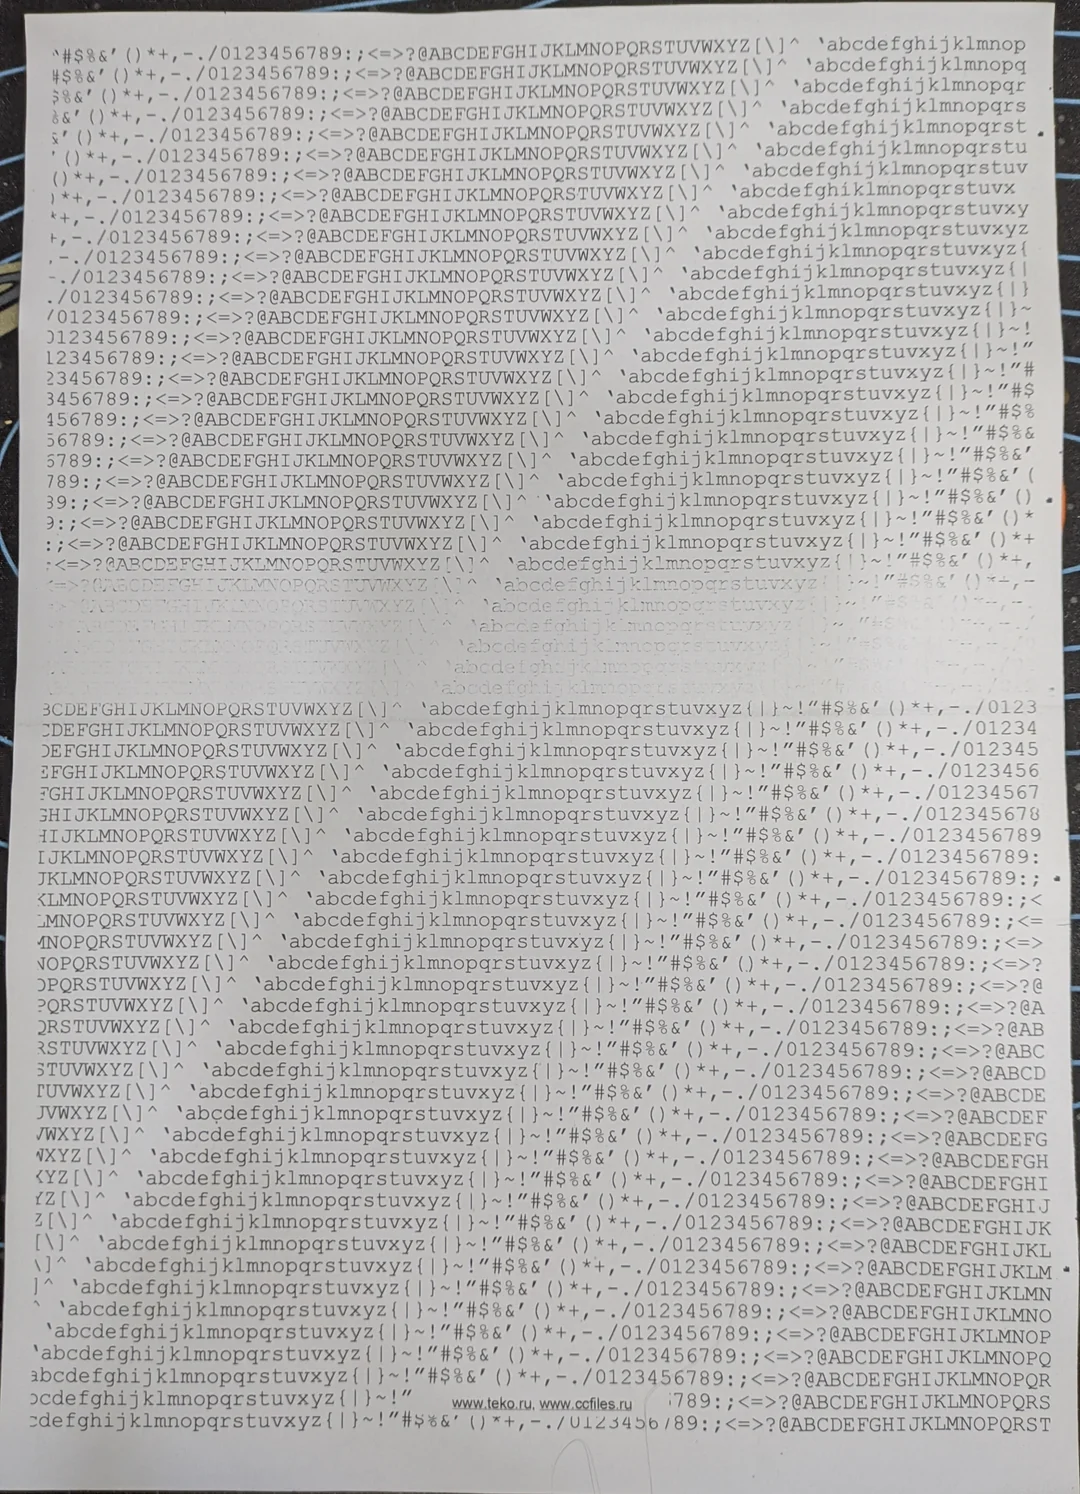 "#$%&'()*+,-./0123456789:;<=>?@ABCDEFGHIJKLMNOPQRSTUVWXYZ[\]^ `abcdefghijklmnop
#$%&'()*+,-./0123456789:;<=>?@ABCDEFGHIJKLMNOPQRSTUVWXYZ[\]^ `abcdefghijklmnopq
$%&'()*+,-./0123456789:;<=>?@ABCDEFGHIJKLMNOPQRSTUVWXYZ[\]^ `abcdefghijklmnopqr
%&'()*+,-./0123456789:;<=>?@ABCDEFGHIJKLMNOPQRSTUVWXYZ[\]^ `abcdefghijklmnopqrs
&'()*+,-./0123456789:;<=>?@ABCDEFGHIJKLMNOPQRSTUVWXYZ[\]^ `abcdefghijklmnopqrst
'()*+,-./0123456789:;<=>?@ABCDEFGHIJKLMNOPQRSTUVWXYZ[\]^ `abcdefghijklmnopqrstu
()*+,-./0123456789:;<=>?@ABCDEFGHIJKLMNOPQRSTUVWXYZ[\]^ `abcdefghijklmnopqrstuv
)*+,-./0123456789:;<=>?@ABCDEFGHIJKLMNOPQRSTUVWXYZ[\]^ `abcdefghiklmnopqrstuvx
*+,-./0123456789:;<=>?@ABCDEFGHIJKLMNOPQRSTUVWXYZ[\]^ `abcdefghijklmnopqrstuvxy
+,-./0123456789:;<=>?@ABCDEFGHIJKLMNOPQRSTUVWXYZ[\]^ `abcdefghijklmnopqrstuvxyz
,-./0123456789:;<=>?@ABCDEFGHIJKLMNOPQRSTUVWXYZ[\]^ `abcdefghijklmnopqrstuvxyz{
-./0123456789:;<=>?@ABCDEFGHIJKLMNOPQRSTUVWXYZ[\]^ `abcdefghijklmnopqrstuvxyz{|
./0123456789:;<=>?@ABCDEFGHIJKLMNOPQRSTUVWXYZ[\]^ `abcdefghijklmnopqrstuvxyz{|}
/0123456789:;<=>?@ABCDEFGHIJKLMNOPQRSTUVWXYZ[\]^ `abcdefghijklmnopqrstuvxyz{|}~
0123456789:;<=>?@ABCDEFGHIJKLMNOPQRSTUVWXYZ[\]^ `abcdefghijklmnopqrstuvxyz{|}~!
123456789:;<=>?@ABCDEFGHIJKLMNOPQRSTUVWXYZ[\]^ `abcdefghijklmnopqrstuvxyz{|}~!"
23456789:;<=>?@ABCDEFGHIJKLMNOPQRSTUVWXYZ[\]^ `abcdefghijklmnopqrstuvxyz{|}~!"#
3456789:;<=>?@ABCDEFGHIJKLMNOPQRSTUVWXYZ[\]^ `abcdefghijklmnopqrstuvxyz{|}~!"#$
456789:;<=>?@ABCDEFGHIJKLMNOPQRSTUVWXYZ[\]^ `abcdefghijklmnopqrstuvxyz{|}~!"#$%
56789:;<=>?@ABCDEFGHIJKLMNOPQRSTUVWXYZ[\]^ `abcdefghijklmnopqrstuvxyz{|}~!"#$%&
6789:;<=>?@ABCDEFGHIJKLMNOPQRSTUVWXYZ[\]^ `abcdefghijklmnopqrstuvxyz{|}~!"#$%&'
789:;<=>?@ABCDEFGHIJKLMNOPQRSTUVWXYZ[\]^ `abcdefghijklmnopqrstuvxyz{|}~!"#$%&'(
89:;<=>?@ABCDEFGHIJKLMNOPQRSTUVWXYZ[\]^ `abcdefghijklmnopqrstuvxyz{|}~!"#$%&'()
9:;<=>?@ABCDEFGHIJKLMNOPQRSTUVWXYZ[\]^ `abcdefghijklmnopqrstuvxyz{|}~!"#$%&'()*
:;<=>?@ABCDEFGHIJKLMNOPQRSTUVWXYZ[\]^ `abcdefghijklmnopqrstuvxyz{|}~!"#$%&'()*+
;<=>?@ABCDEFGHIJKLMNOPQRSTUVWXYZ[\]^ `abcdefghijklmnopqrstuvxyz{|}~!"#$%&'()*+,
<=>?@ABCDEFGHIJKLMNOPQRSTUVWXYZ[\]^ `abcdefghijklmnopqrstuvxyz{|}~!"#$%&'()*+,-
`abcdefghijklmnopqrstuvxyz{|}~!"#$%&'()*+,-.
`abcdefghijklmnopqrstuvxyz
`abcdefghijklmnopqrstuvxyz
`abcdefghijklmnopqrstuvxyz
`abcdefghijklmnopqrstuvxyz
BCDEFGHIJKLMNOPQRSTUVWXYZ[\]^ `abcdefghijklmnopqrstuvxyz{|}~!"#$%&'()*+,-./0123
CDEFGHIJKLMNOPQRSTUVWXYZ[\]^ `abcdefghijklmnopqrstuvxyz{|}~!"#$%&'()*+,-./01234
DEFGHIJKLMNOPQRSTUVWXYZ[\]^ `abcdefghijklmnopqrstuvxyz{|}~!"#$%&'()*+,-./012345
EFGHIJKLMNOPQRSTUVWXYZ[\]^ `abcdefghijklmnopqrstuvxyz{|}~!"#$%&'()*+,-./0123456
FGHIJKLMNOPQRSTUVWXYZ[\]^ `abcdefghijklmnopqrstuvxyz{|}~!"#$%&'()*+,-./01234567
GHIJKLMNOPQRSTUVWXYZ[\]^ `abcdefghijklmnopqrstuvxyz{|}~!"#$%&'()*+,-./012345678
HIJKLMNOPQRSTUVWXYZ[\]^ `abcdefghijklmnopqrstuvxyz{|}~!"#$%&'()*+,-./0123456789
IJKLMNOPQRSTUVWXYZ[\]^ `abcdefghijklmnopqrstuvxyz{|}~!"#$%&'()*+,-./0123456789:
JKLMNOPQRSTUVWXYZ[\]^ `abcdefghijklmnopqrstuvxyz{|}~!"#$%&'()*+,-./0123456789:;
KLMNOPQRSTUVWXYZ[\]^ `abcdefghijklmnopqrstuvxyz{|}~!"#$%&'()*+,-./0123456789:;<
LMNOPQRSTUVWXYZ[\]^ `abcdefghijklmnopqrstuvxyz{|}~!"#$%&'()*+,-./0123456789:;<=
MNOPQRSTUVWXYZ[\]^ `abcdefghijklmnopqrstuvxyz{|}~!"#$%&'()*+,-./0123456789:;<=>
NOPQRSTUVWXYZ[\]^ `abcdefghijklmnopqrstuvxyz{|}~!"#$%&'()*+,-./0123456789:;<=>?
OPQRSTUVWXYZ[\]^ `abcdefghijklmnopqrstuvxyz{|}~!"#$%&'()*+,-./0123456789:;<=>?@
PQRSTUVWXYZ[\]^ `abcdefghijklmnopqrstuvxyz{|}~!"#$%&'()*+,-./0123456789:;<=>?@A
QRSTUVWXYZ[\]^ `abcdefghijklmnopqrstuvxyz{|}~!"#$%&'()*+,-./0123456789:;<=>?@AB
RSTUVWXYZ[\]^ `abcdefghijklmnopqrstuvxyz{|}~!"#$%&'()*+,-./0123456789:;<=>?@ABC
STUVWXYZ[\]^ `abcdefghijklmnopqrstuvxyz{|}~!"#$%&'()*+,-./0123456789:;<=>?@ABCD
TUVWXYZ[\]^ `abcdefghijklmnopqrstuvxyz{|}~!"#$%&'()*+,-./0123456789:;<=>?@ABCDE
UVWXYZ[\]^ `abcdefghijklmnopqrstuvxyz{|}~!"#$%&'()*+,-./0123456789:;<=>?@ABCDEF
VWXYZ[\]^ `abcdefghijklmnopqrstuvxyz{|}~!"#$%&'()*+,-./0123456789:;<=>?@ABCDEFG
WXYZ[\]^ `abcdefghijklmnopqrstuvxyz{|}~!"#$%&'()*+,-./0123456789:;<=>?@ABCDEFGH
XYZ[\]^ `abcdefghijklmnopqrstuvxyz{|}~!"#$%&'()*+,-./0123456789:;<=>?@ABCDEFGHI
YZ[\]^ `abcdefghijklmnopqrstuvxyz{|}~!"#$%&'()*+,-./0123456789:;<=>?@ABCDEFGHIJ
Z[\]^ `abcdefghijklmnopqrstuvxyz{|}~!"#$%&'()*+,-./0123456789:;<=>?@ABCDEFGHIJK
[\]^ `abcdefghijklmnopqrstuvxyz{|}~!"#$%&'()*+,-./0123456789:;<=>?@ABCDEFGHIJKL
\]^ `abcdefghijklmnopqrstuvxyz{|}~!"#$%&'()*+,-./0123456789:;<=>?@ABCDEFGHIJKLM
]^ `abcdefghijklmnopqrstuvxyz{|}~!"#$%&'()*+,-./0123456789:;<=>?@ABCDEFGHIJKLMN
^ `abcdefghijklmnopqrstuvxyz{|}~!"#$%&'()*+,-./0123456789:;<=>?@ABCDEFGHIJKLMNO
`abcdefghijklmnopqrstuvxyz{|}~!"#$%&'()*+,-./0123456789:;<=>?@ABCDEFGHIJKLMNOP
`abcdefghijklmnopqrstuvxyz{|}~!"#$%&'()*+,-./0123456789:;<=>?@ABCDEFGHIJKLMNOPQ
abcdefghijklmnopqrstuvxyz{|}~!"#$%&'()*+,-./0123456789:;<=>?@ABCDEFGHIJKLMNOPQR
bcdefghijklmnopqrstuvxyz{|}~!" www.teko.ru, www.ccfiles.ru 789:;<=>?@ABCDEFGHIJKLMNOPQRS
cdefghijklmnopqrstuvxyz{|}~!"#$%&'()*+,-./0123456789:;<=>?@ABCDEFGHIJKLMNOPQRST